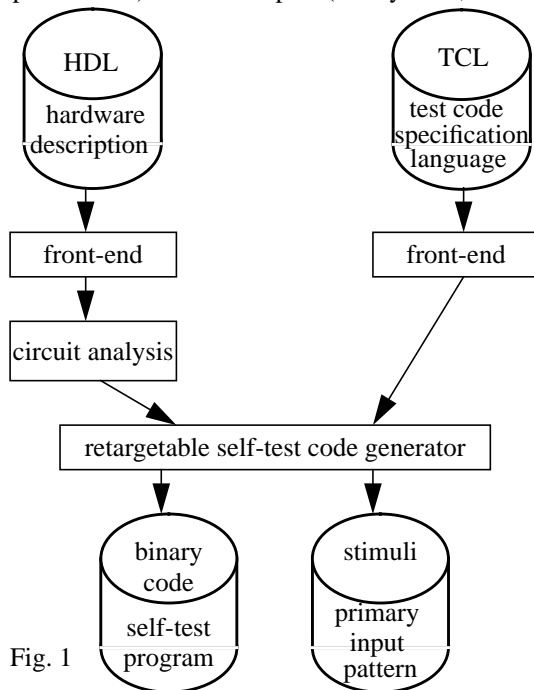 HDL
hardware
description
TCL
test code
specification
language
front-end
front-end
circuit analysis
retargetable self-test code generator
binary
code
self-test
program
stimuli
primary
input
pattern
Fig. 1